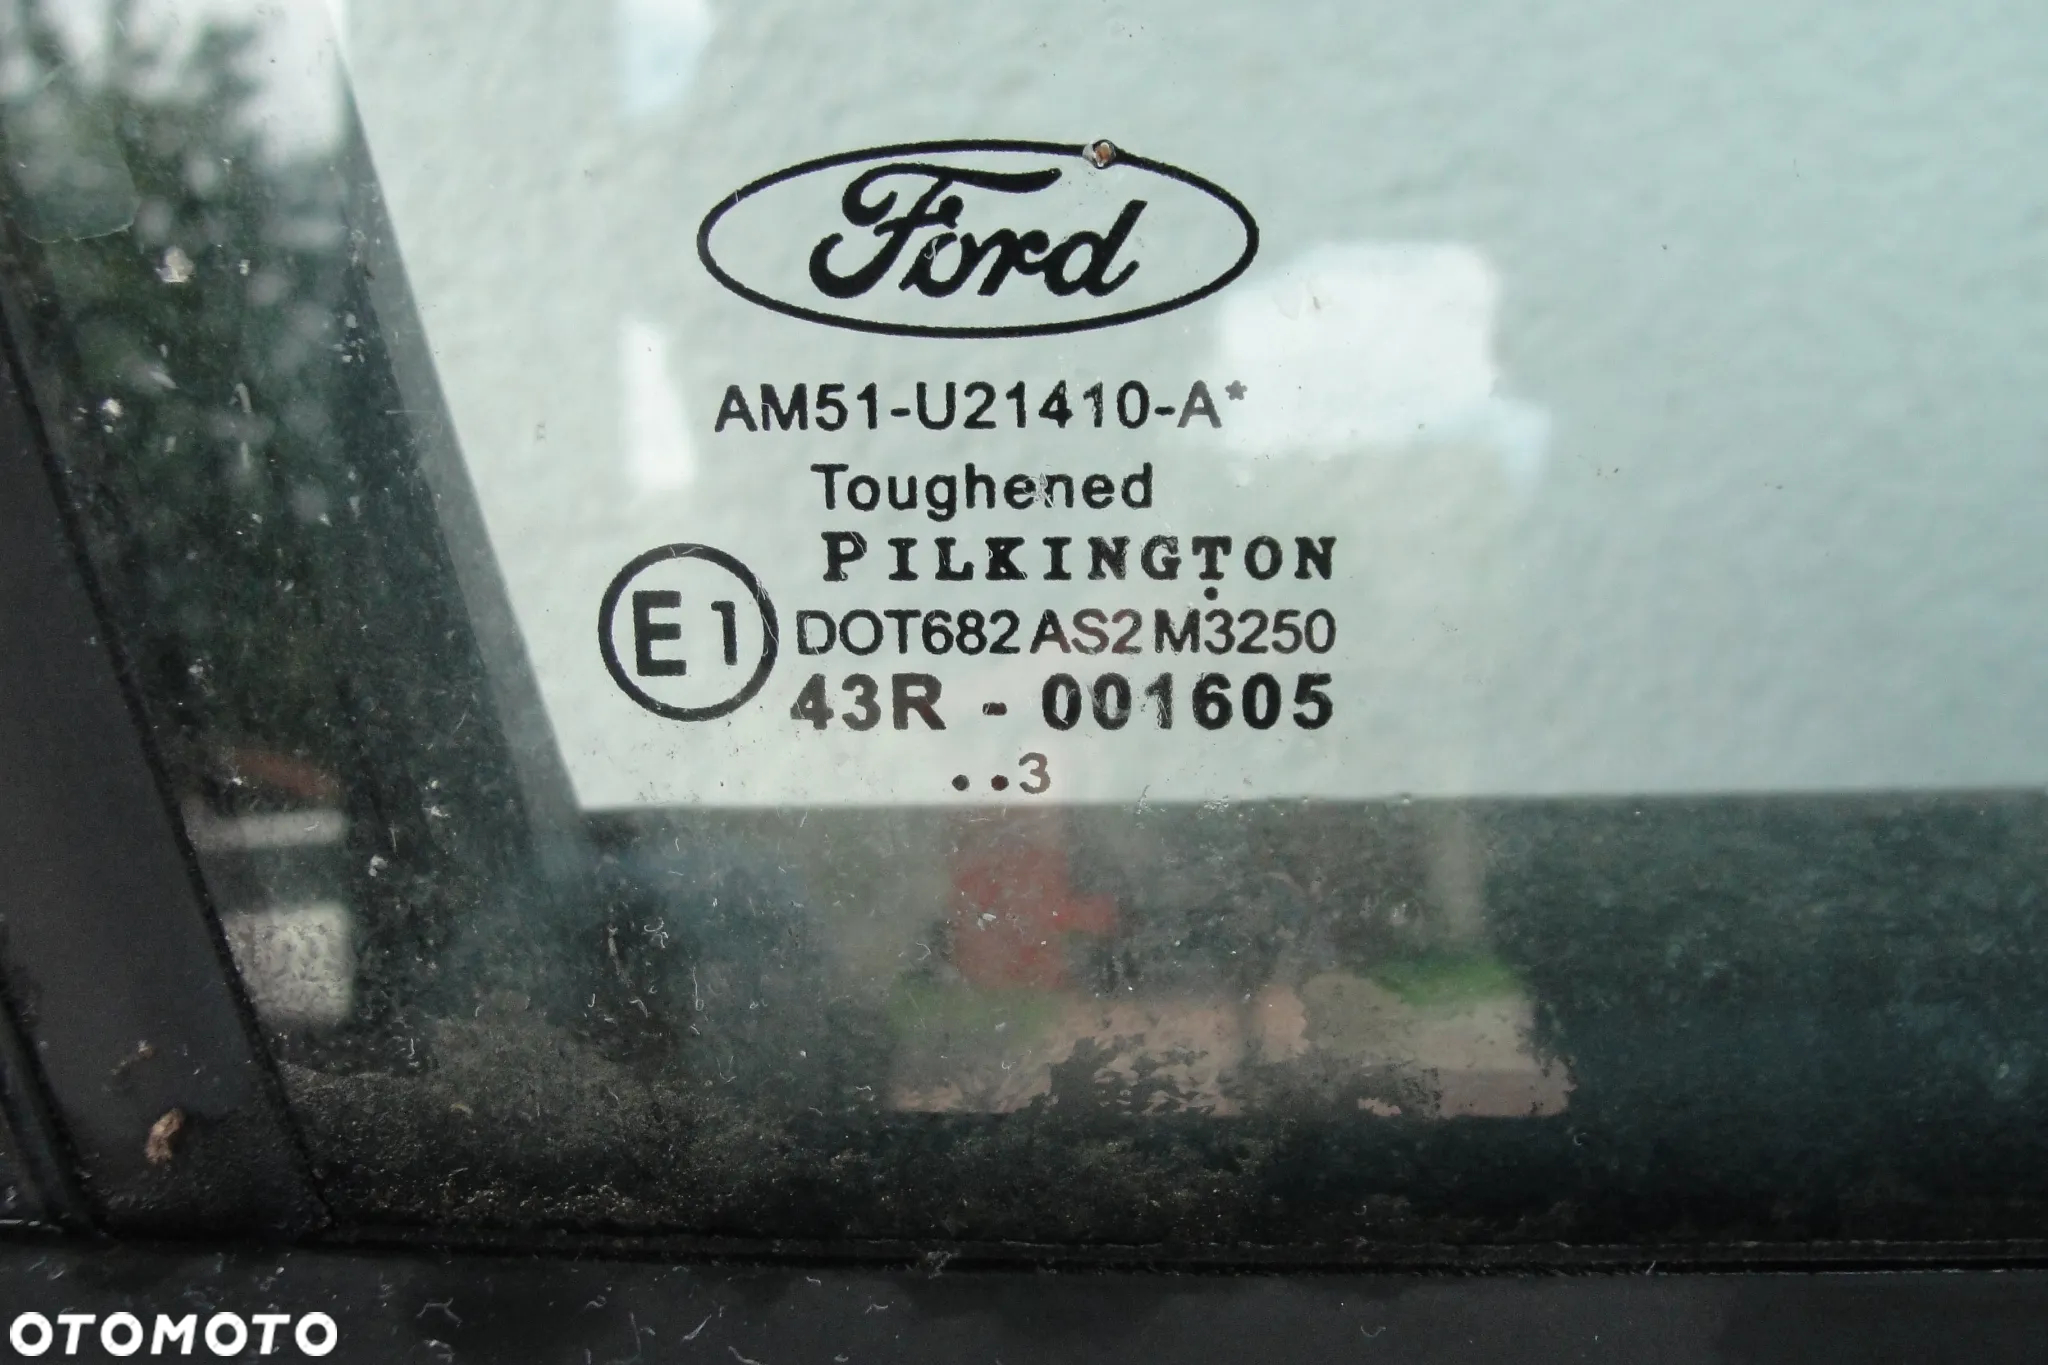 Ford
AM51-U21410-A*
Toughened
PILKINGTON
E1
DOT682 AS2 M3250
43R - 001605
..3
OTOMOTO